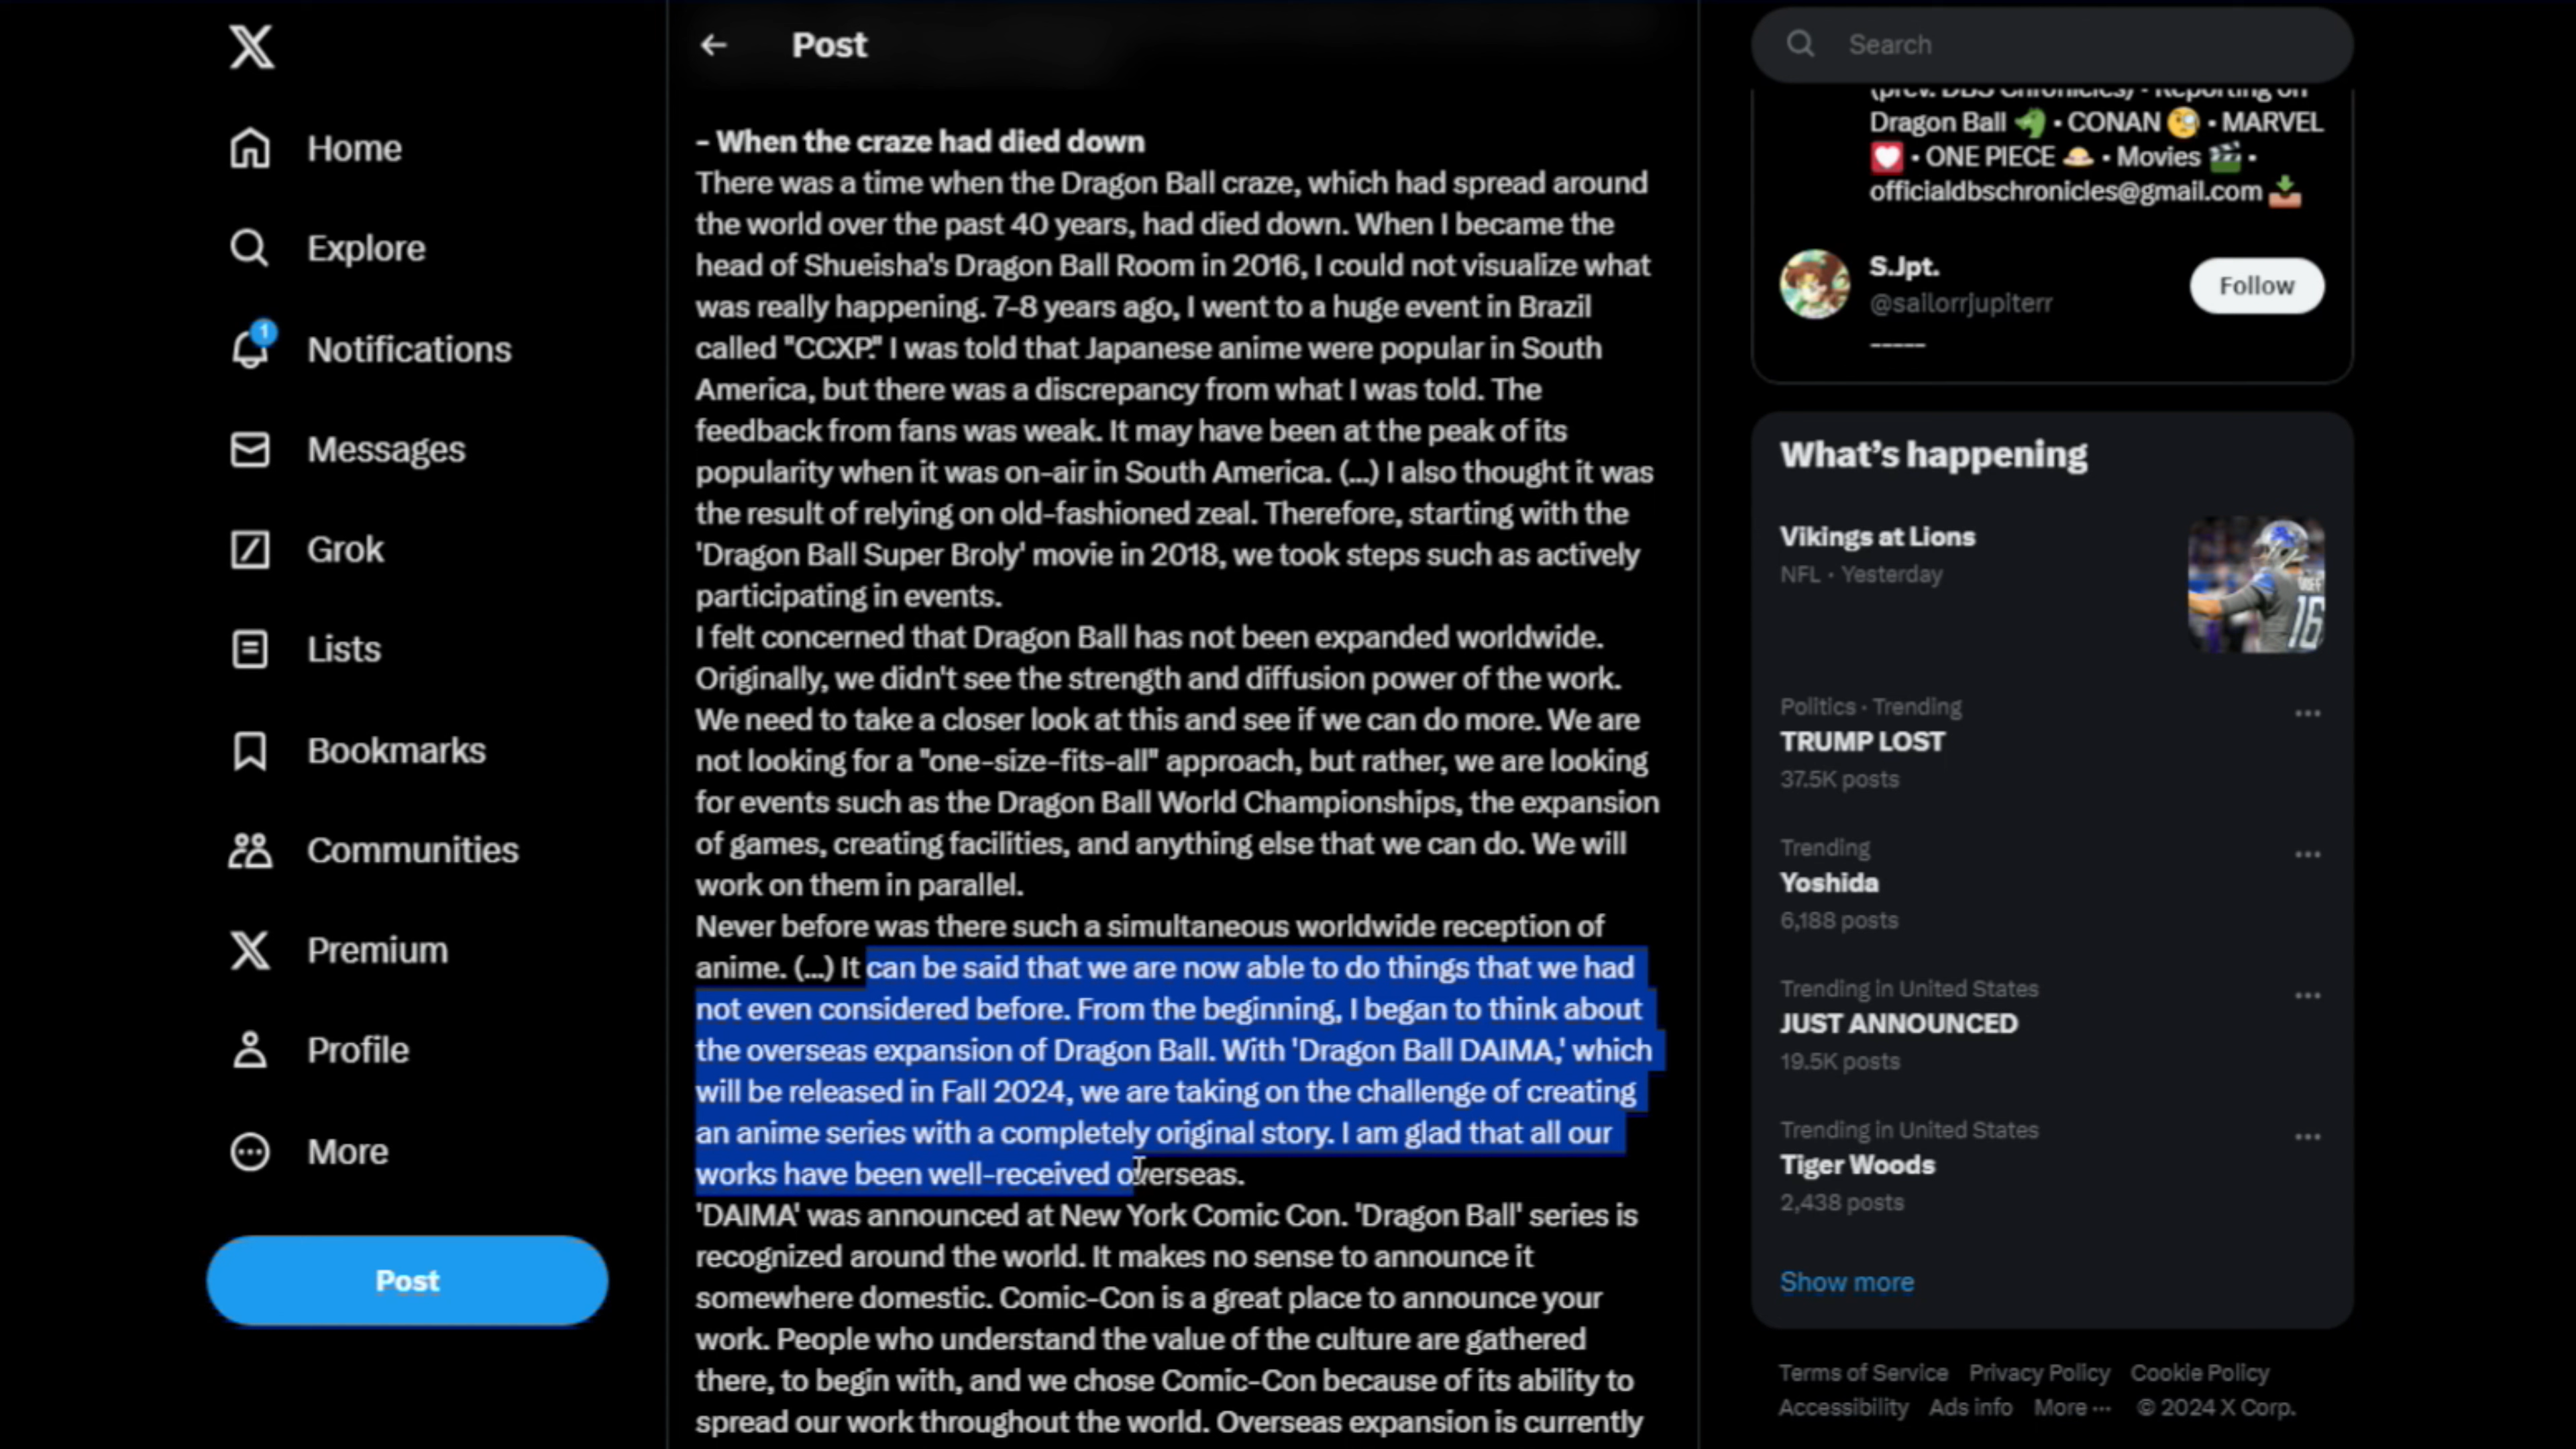 Home
Explore
1
Notifications
Messages
Grok
Lists
Bookmarks
Communities
Premium
Profile
More
Post
Post
– When the craze had died down
There was a time when the Dragon Ball craze, which had spread around
the world over the past 40 years, had died down. When I became the
head of Shueisha's Dragon Ball Room in 2016, I could not visualize what
was really happening. 7-8 years ago, I went to a huge event in Brazil
called "CCXP." I was told that Japanese anime were popular in South
America, but there was a discrepancy from what I was told. The
feedback from fans was weak. It may have been at the peak of its
popularity when it was on-air in South America. (...) I also thought it was
the result of relying on old-fashioned zeal. Therefore, starting with the
'Dragon Ball Super Broly' movie in 2018, we took steps such as actively
participating in events.
I felt concerned that Dragon Ball has not been expanded worldwide.
Originally, we didn't see the strength and diffusion power of the work.
We need to take a closer look at this and see if we can do more. We are
not looking for a "one-size-fits-all" approach, but rather, we are looking
for events such as the Dragon Ball World Championships, the expansion
of games, creating facilities, and anything else that we can do. We will
work on them in parallel.
Never before was there such a simultaneous worldwide reception of
anime. (...) It can be said that we are now able to do things that we had
not even considered before. From the beginning, I began to think about
the overseas expansion of Dragon Ball. With 'Dragon Ball DAIMA,' which
will be released in Fall 2024, we are taking on the challenge of creating
an anime series with a completely original story. I am glad that all our
works have been well-received overseas.
'DAIMA' was announced at New York Comic Con. 'Dragon Ball' series is
recognized around the world. It makes no sense to announce it
somewhere domestic. Comic-Con is a great place to announce your
work. People who understand the value of the culture are gathered
there, to begin with, and we chose Comic-Con because of its ability to
spread our work throughout the world. Overseas expansion is currently
Search
(prev. DBS Chronicles) • Reporting on
Dragon Ball 🐉 • CONAN 🧐 • MARVEL
💟 • ONE PIECE 👒 • Movies 🎬 •
officialdbschronicles@gmail.com 📥
S.Jpt.
@sailorrjupiterr
-----
Follow
What's happening
Vikings at Lions
NFL • Yesterday
16
Politics • Trending
TRUMP LOST
37.5K posts
Trending
Yoshida
6,188 posts
Trending in United States
JUST ANNOUNCED
19.5K posts
Trending in United States
Tiger Woods
2,438 posts
Show more
Terms of Service Privacy Policy Cookie Policy
Accessibility Ads info More ··· © 2024 X Corp.